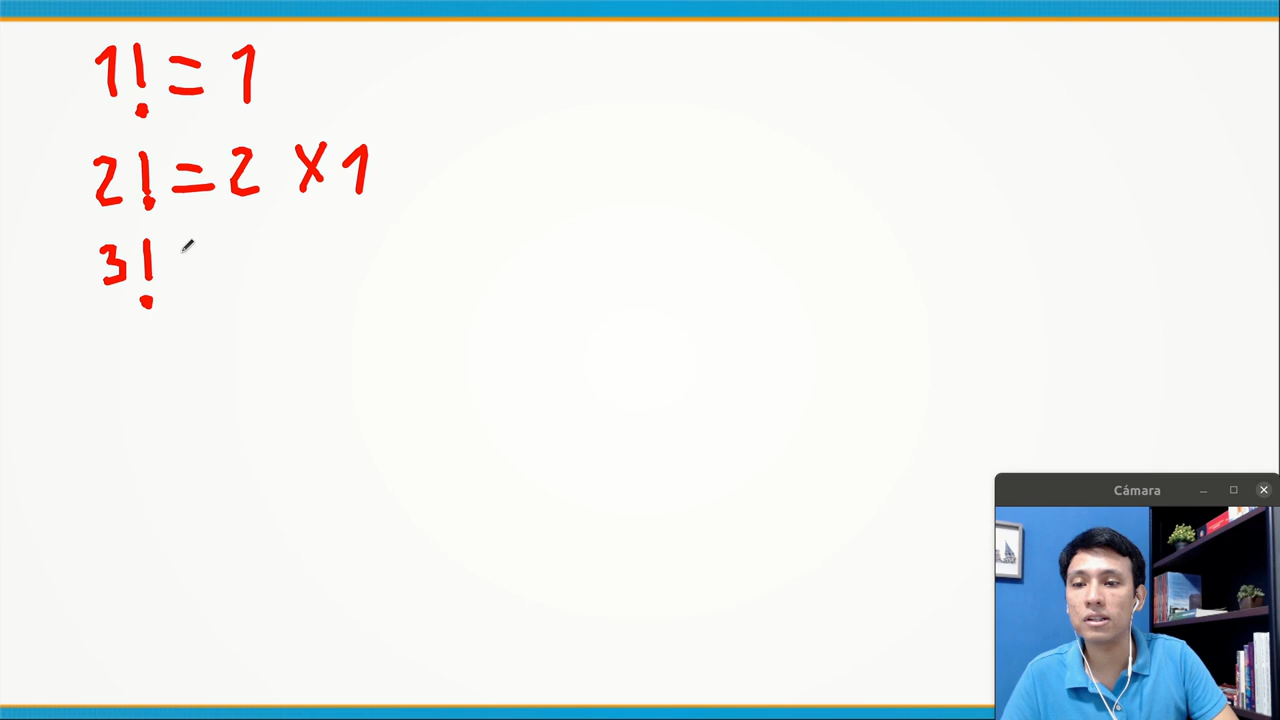 1! = 1
2! = 2 X 1
3!
Cámara